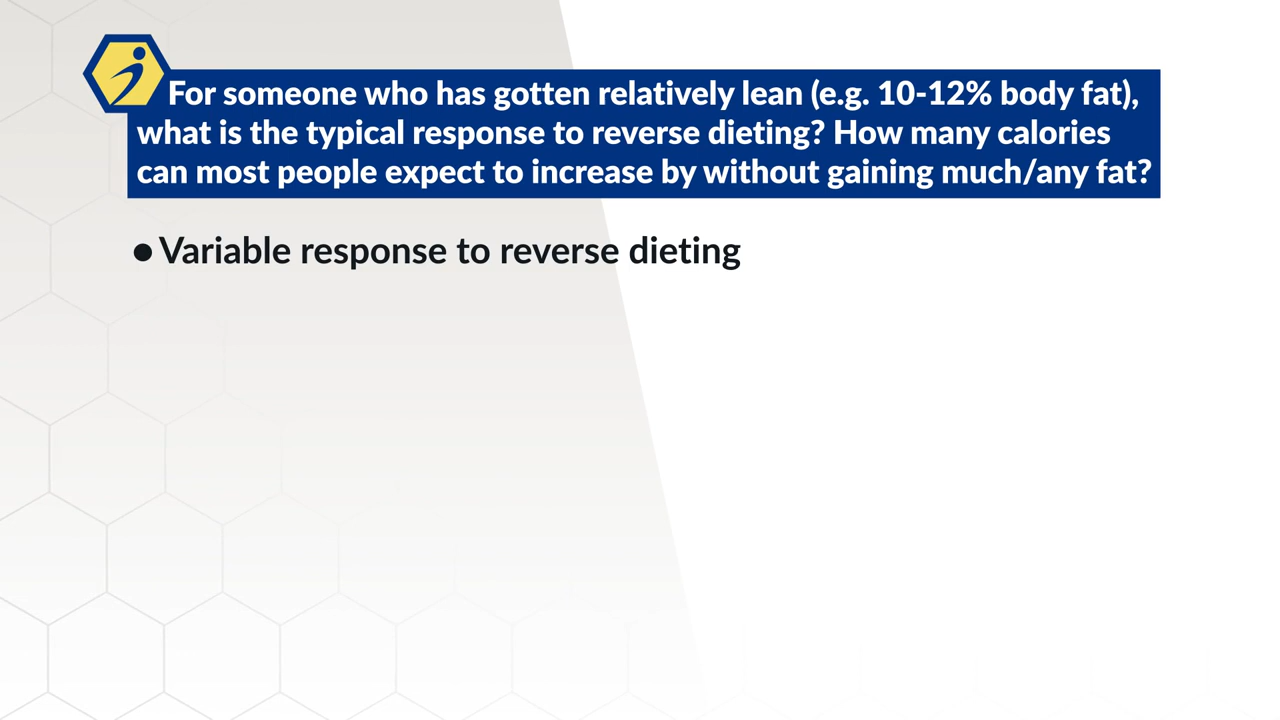 For someone who has gotten relatively lean (e.g. 10-12% body fat),
what is the typical response to reverse dieting? How many calories
can most people expect to increase by without gaining much/any fat?
● Variable response to reverse dieting